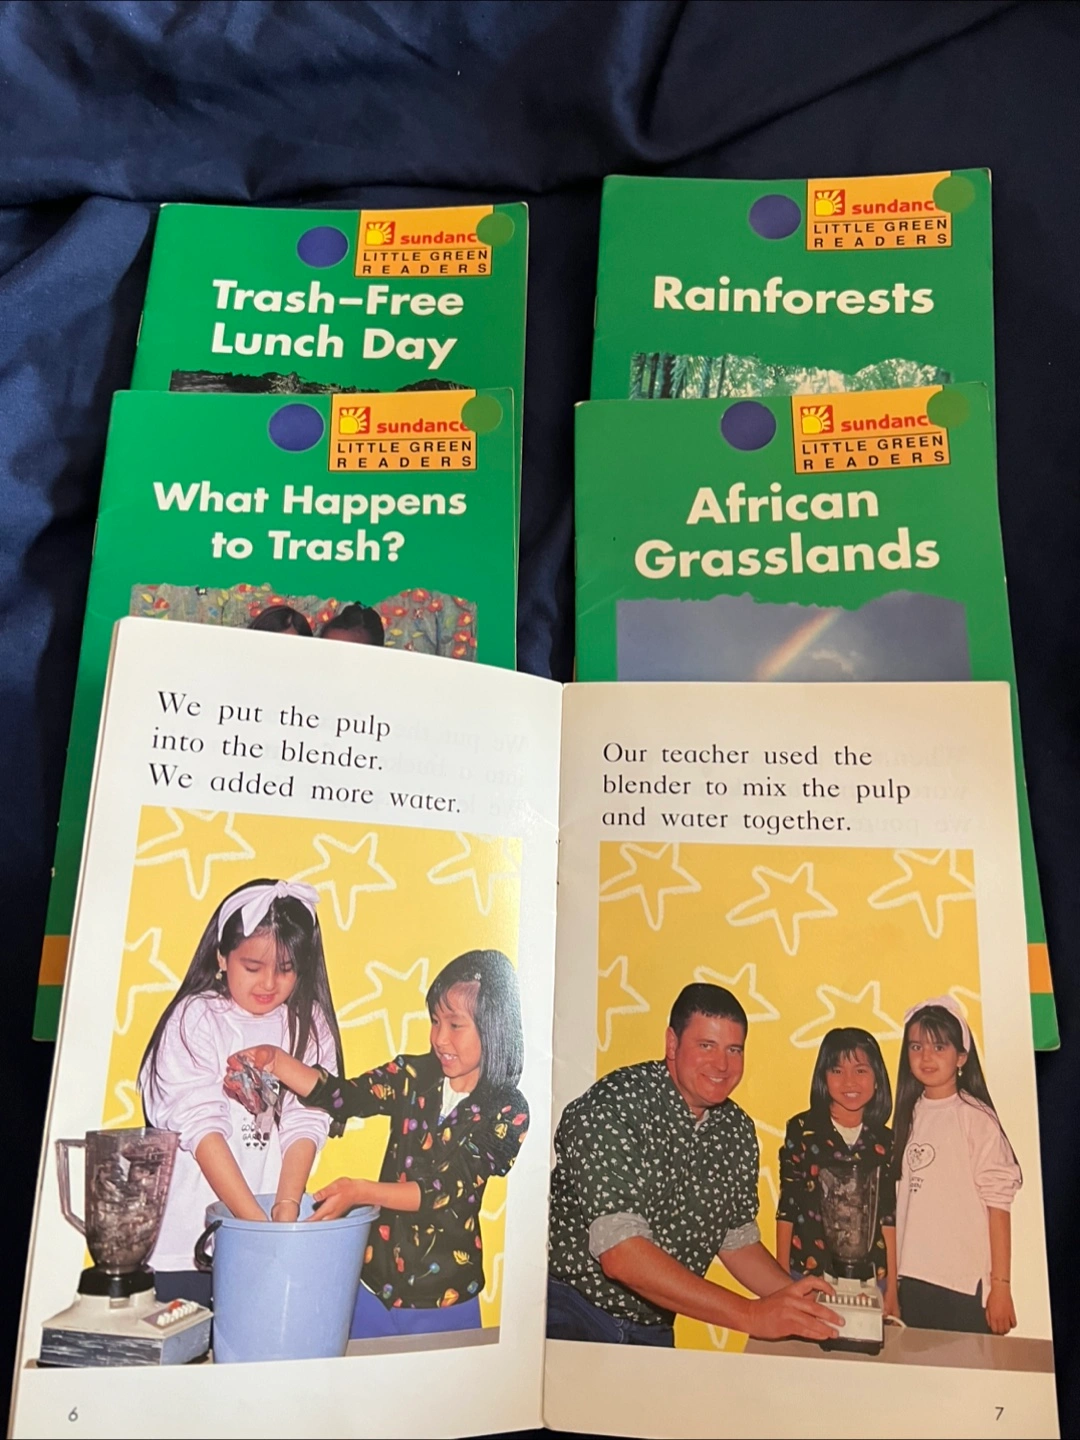 sundanc
LITTLE GREEN
READERS
Trash-Free
Lunch Day
sundanc
LITTLE GREEN
READERS
Rainforests
sundance
LITTLE GREEN
READERS
What Happens
to Trash?
sundanc
LITTLE GREEN
READERS
African
Grasslands
We put the pulp
into the blender.
We added more water.
6
Our teacher used the
blender to mix the pulp
and water together.
7